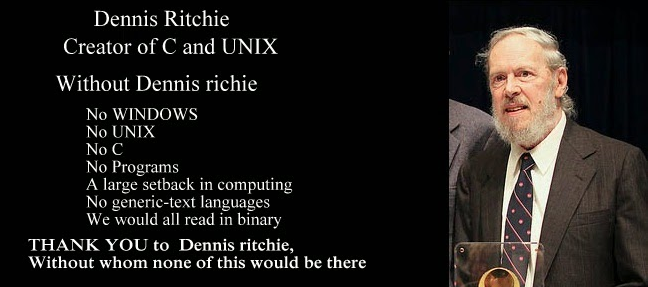 Dennis Ritchie
Creator of C and UNIX
Without Dennis richie
No WINDOWS
No UNIX
No C
No Programs
A large setback in computing
No generic-text languages
We would all read in binary
THANK YOU to  Dennis ritchie,
Without whom none of this would be there